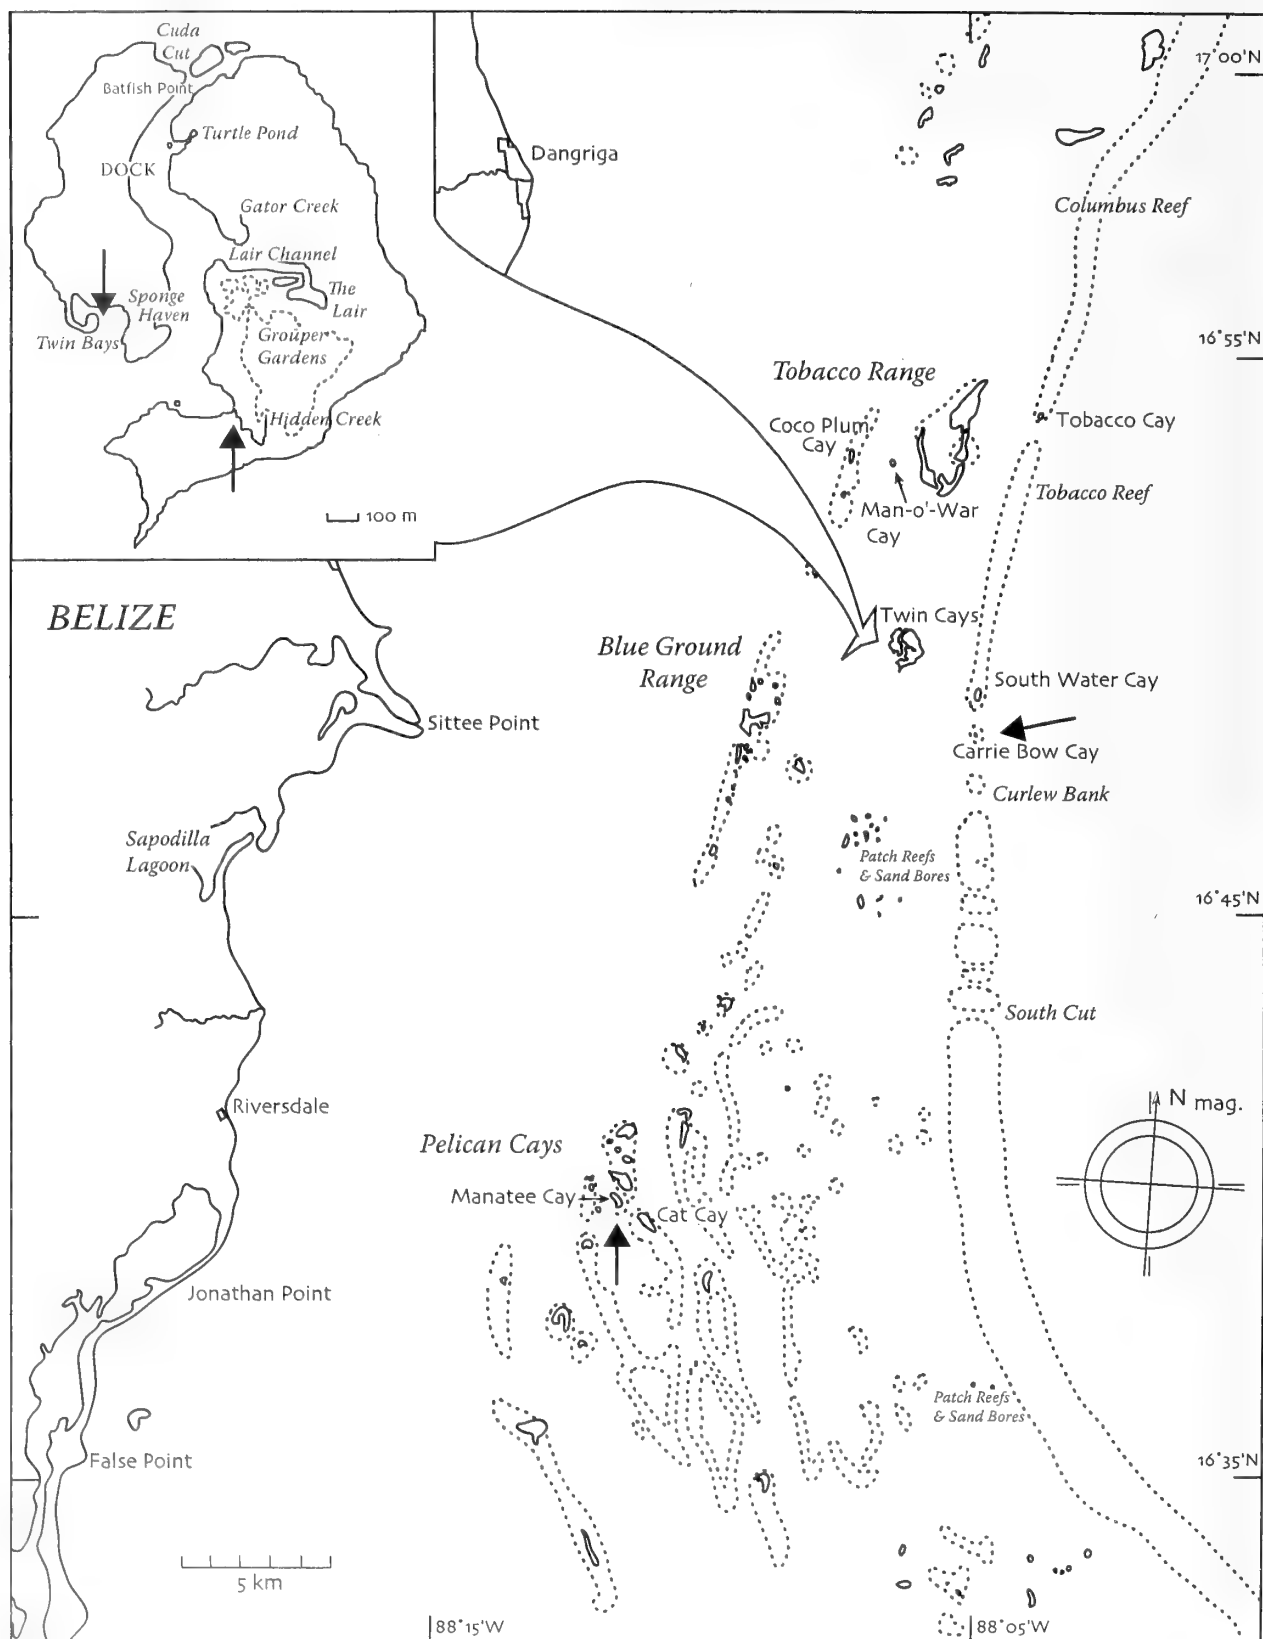 Cuda
Cut
Batfish Point
Turtle Pond
DOCK
Gator Creek
Lair Channel
The
Lair
Sponge
Haven
Twin Bays
Grouper
Gardens
Hidden Creek
100 m
Dangriga
17°00'N
Columbus Reef
16°55'N
Tobacco Range
Coco Plum
Cay
Tobacco Cay
Tobacco Reef
Man-o'-War
Cay
BELIZE
Twin Cays
Blue Ground
Range
South Water Cay
Sittee Point
Carrie Bow Cay
Curlew Bank
Sapodilla
Lagoon
Patch Reefs
& Sand Bores
16°45'N
South Cut
Riversdale
N mag.
Pelican Cays
Manatee Cay
Cat Cay
Jonathan Point
Patch Reefs
& Sand Bores
False Point
16°35'N
5 km
88°15'W
88°05'W